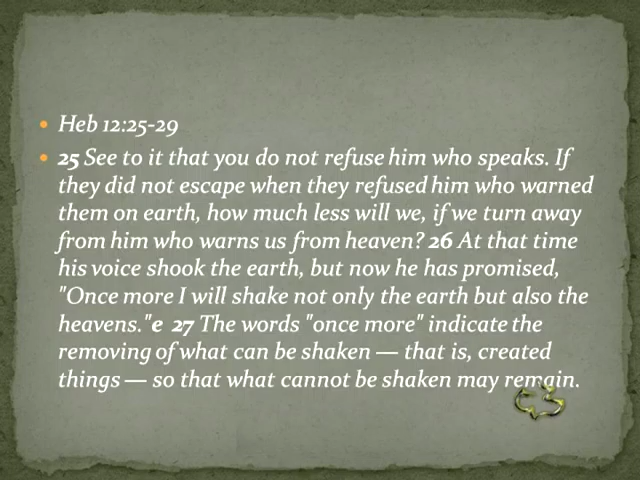 Heb 12:25-29
25 See to it that you do not refuse him who speaks. If
they did not escape when they refused him who warned
them on earth, how much less will we, if we turn away
from him who warns us from heaven? 26 At that time
his voice shook the earth, but now he has promised,
"Once more I will shake not only the earth but also the
heavens."e 27 The words "once more" indicate the
removing of what can be shaken — that is, created
things — so that what cannot be shaken may remain.